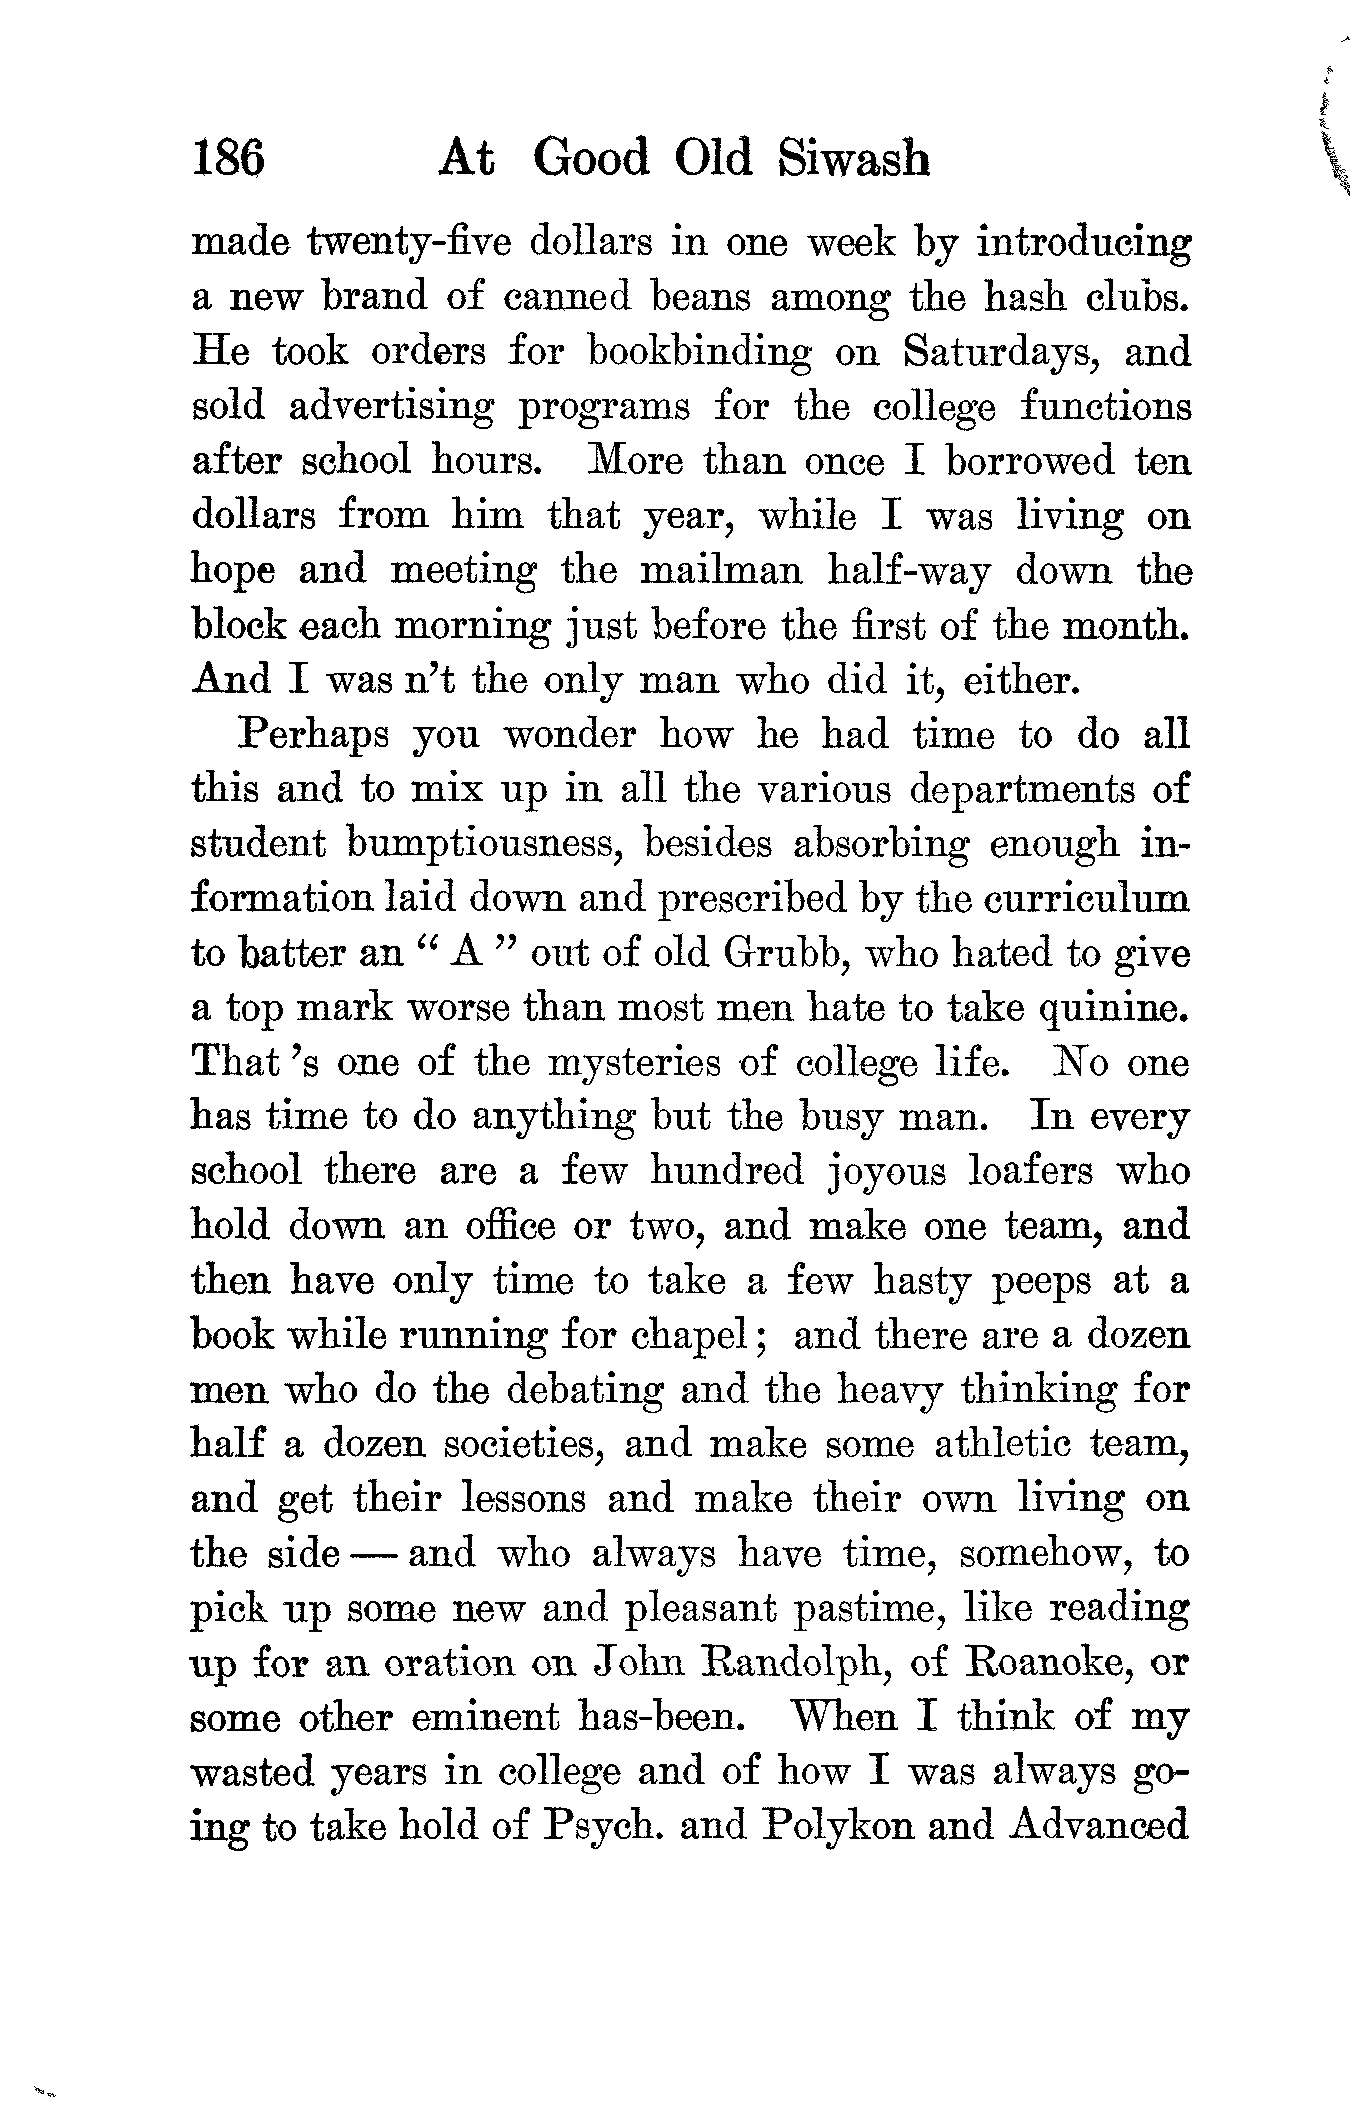 186 At Good Old Siwash
made twenty-five dollars in one week by introducing
a new brand of canned beans among the hash clubs.
He took orders for bookbinding on Saturdays, and
sold advertising programs for the college functions
after school hours. More than once I borrowed ten
dollars from him that year, while I was living on
hope and meeting the mailman half-way down the
block each morning just before the first of the month.
And I was n't the only man who did it, either.
Perhaps you wonder how he had time to do all
this and to mix up in all the various departments of
student bumptiousness, besides absorbing enough in-
formation laid down and prescribed by the curriculum
to batter an “ A ” out of old Grubb, who hated to give
a top mark worse than most men hate to take quinine.
That 's one of the mysteries of college life. No one
has time to do anything but the busy man. In every
school there are a few hundred joyous loafers who
hold down an office or two, and make one team, and
then have only time to take a few hasty peeps at a
book while running for chapel; and there are a dozen
men who do the debating and the heavy thinking for
half a dozen societies, and make some athletic team,
and get their lessons and make their own living on
the side — and who always have time, somehow, to
pick up some new and pleasant pastime, like reading
up for an oration on John Randolph, of Roanoke, or
some other eminent has-been. When I think of my
wasted years in college and of how I was always go-
ing to take hold of Psych. and Polykon and Advanced